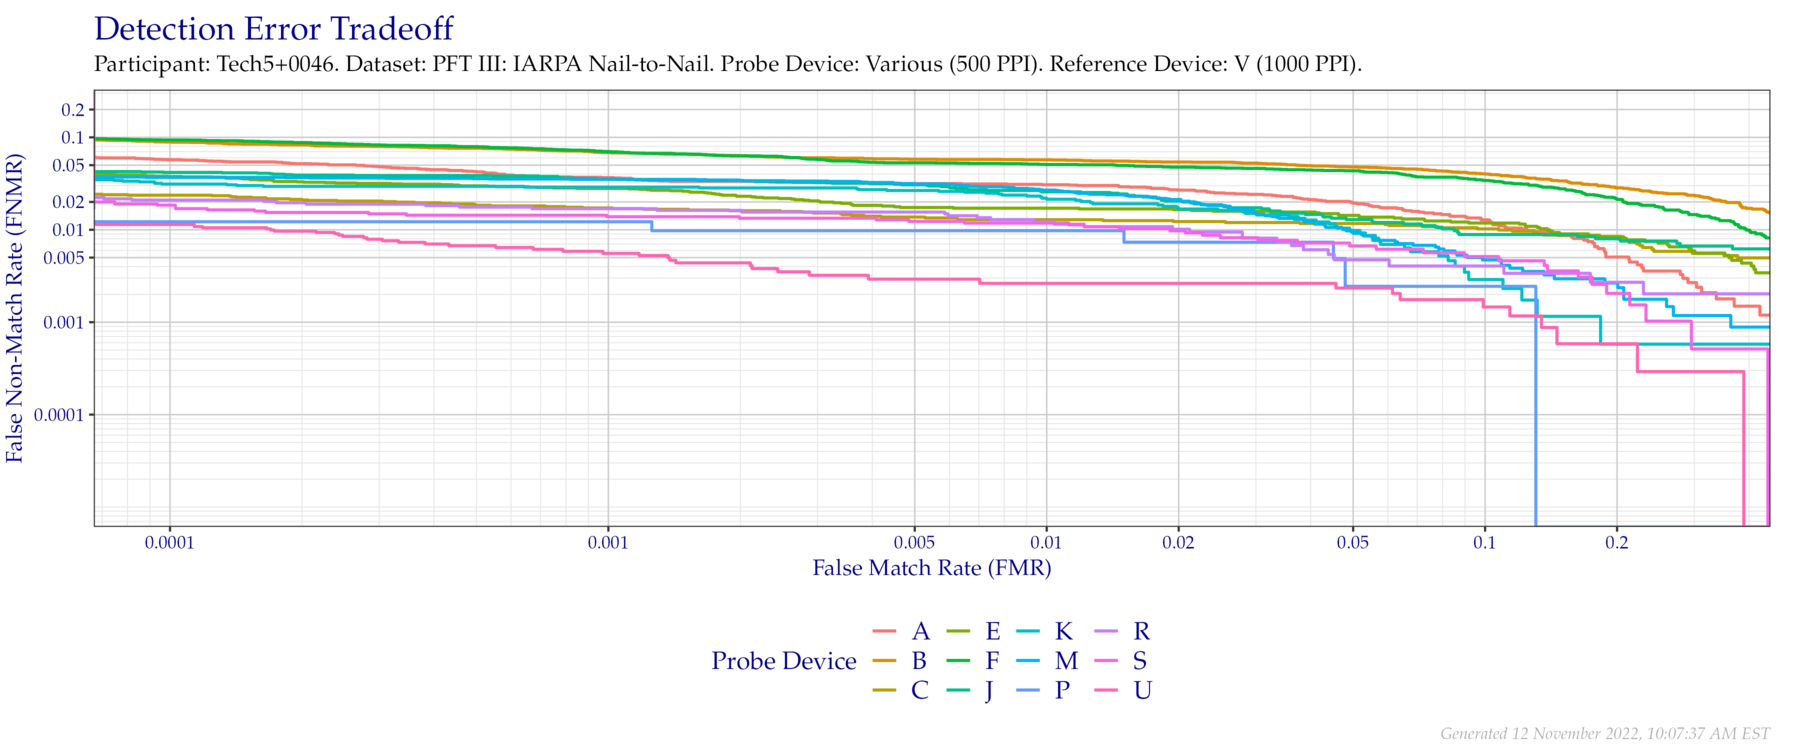 Detection Error Tradeoff
Participant: Tech5+0046. Dataset: PFT III: IARPA Nail-to-Nail. Probe Device: Various (500 PPI). Reference Device: V (1000 PPI).
False Non-Match Rate (FNMR)
0.2
0.1
0.05
0.02
0.01
0.005
0.001
0.0001
0.0001 0.001 0.005 0.01 0.02 0.05 0.1 0.2
False Match Rate (FMR)
Probe Device
A E K R
B F M S
C J P U
Generated 12 November 2022, 10:07:37 AM EST